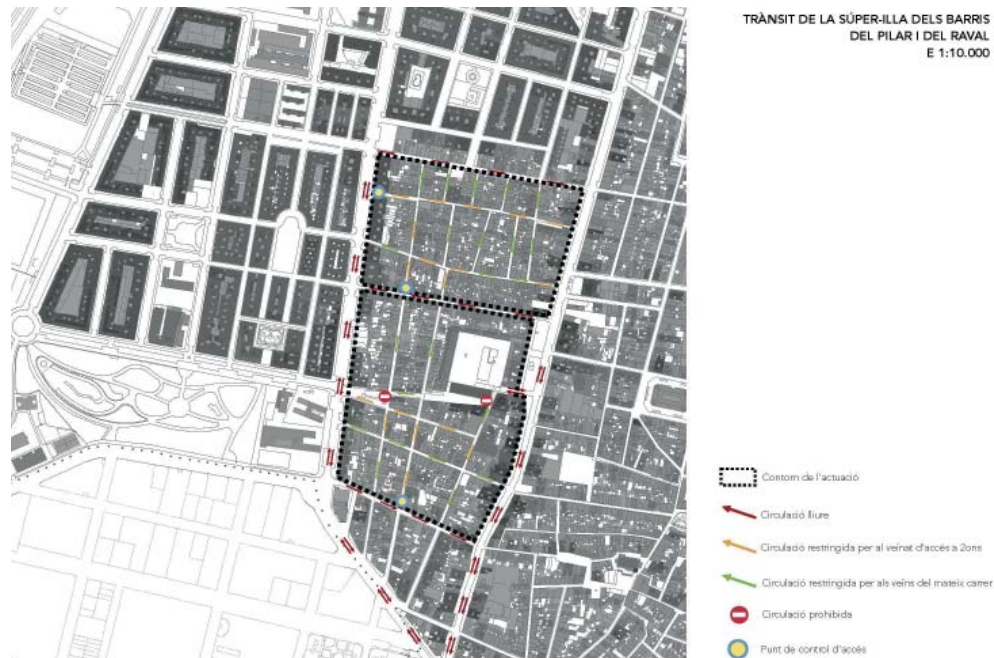 TRÀNSIT DE LA SÚPER-ILLA DELS BARRIS
DEL PILAR I DEL RAVAL
E 1:10.000
Contorn de l'actuació
Circulació lliure
Circulació restringida per al veïnat d'accés a 2ons
Circulació restringida per als veïns del mateix carrer
Circulació prohibida
Punt de control d'accés